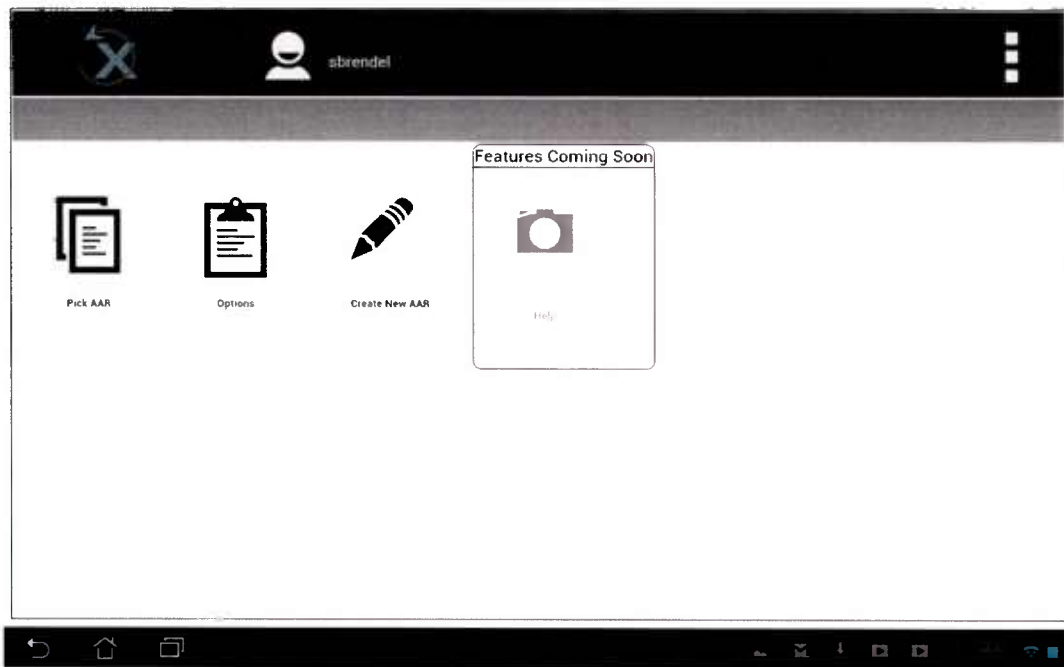 sbrendel
Features Coming Soon
Pick AAR
Options
Create New AAR
Help